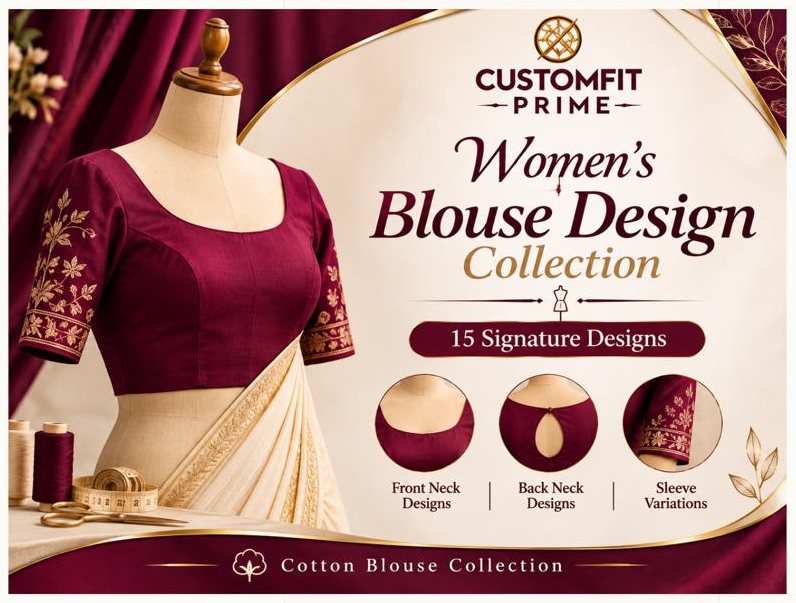 CUSTOMFIT
PRIME
Women's
Blouse Design
Collection
15 Signature Designs
Front Neck
Designs
Back Neck
Designs
Sleeve
Variations
Cotton Blouse Collection